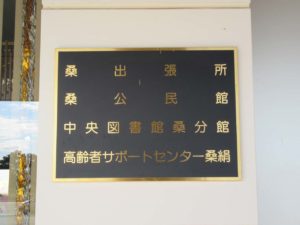 桑出張所
桑公民館
中央図書館桑分館
高齢者サポートセンター桑絹